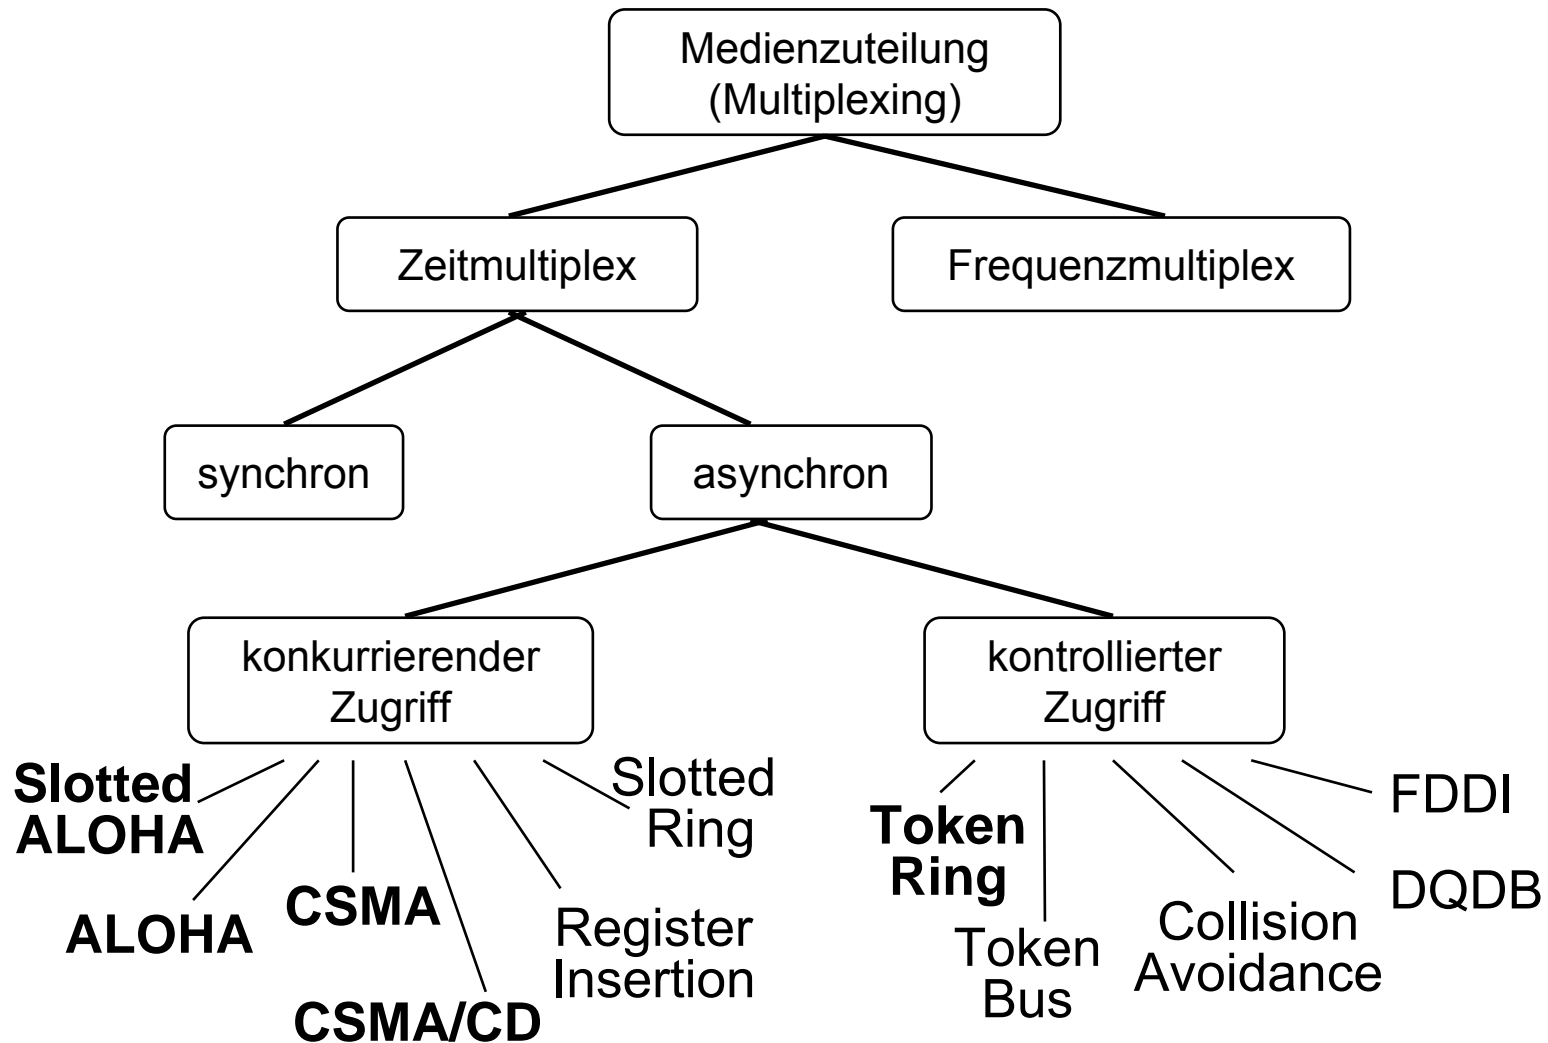 Medienzuteilung
(Multiplexing)
Zeitmultiplex
Frequenzmultiplex
synchron
asynchron
konkurrierender
Zugriff
kontrollierter
Zugriff
Slotted
ALOHA
ALOHA
CSMA
CSMA/CD
Register
Insertion
Slotted
Ring
Token
Ring
Token
Bus
Collision
Avoidance
DQDB
FDDI